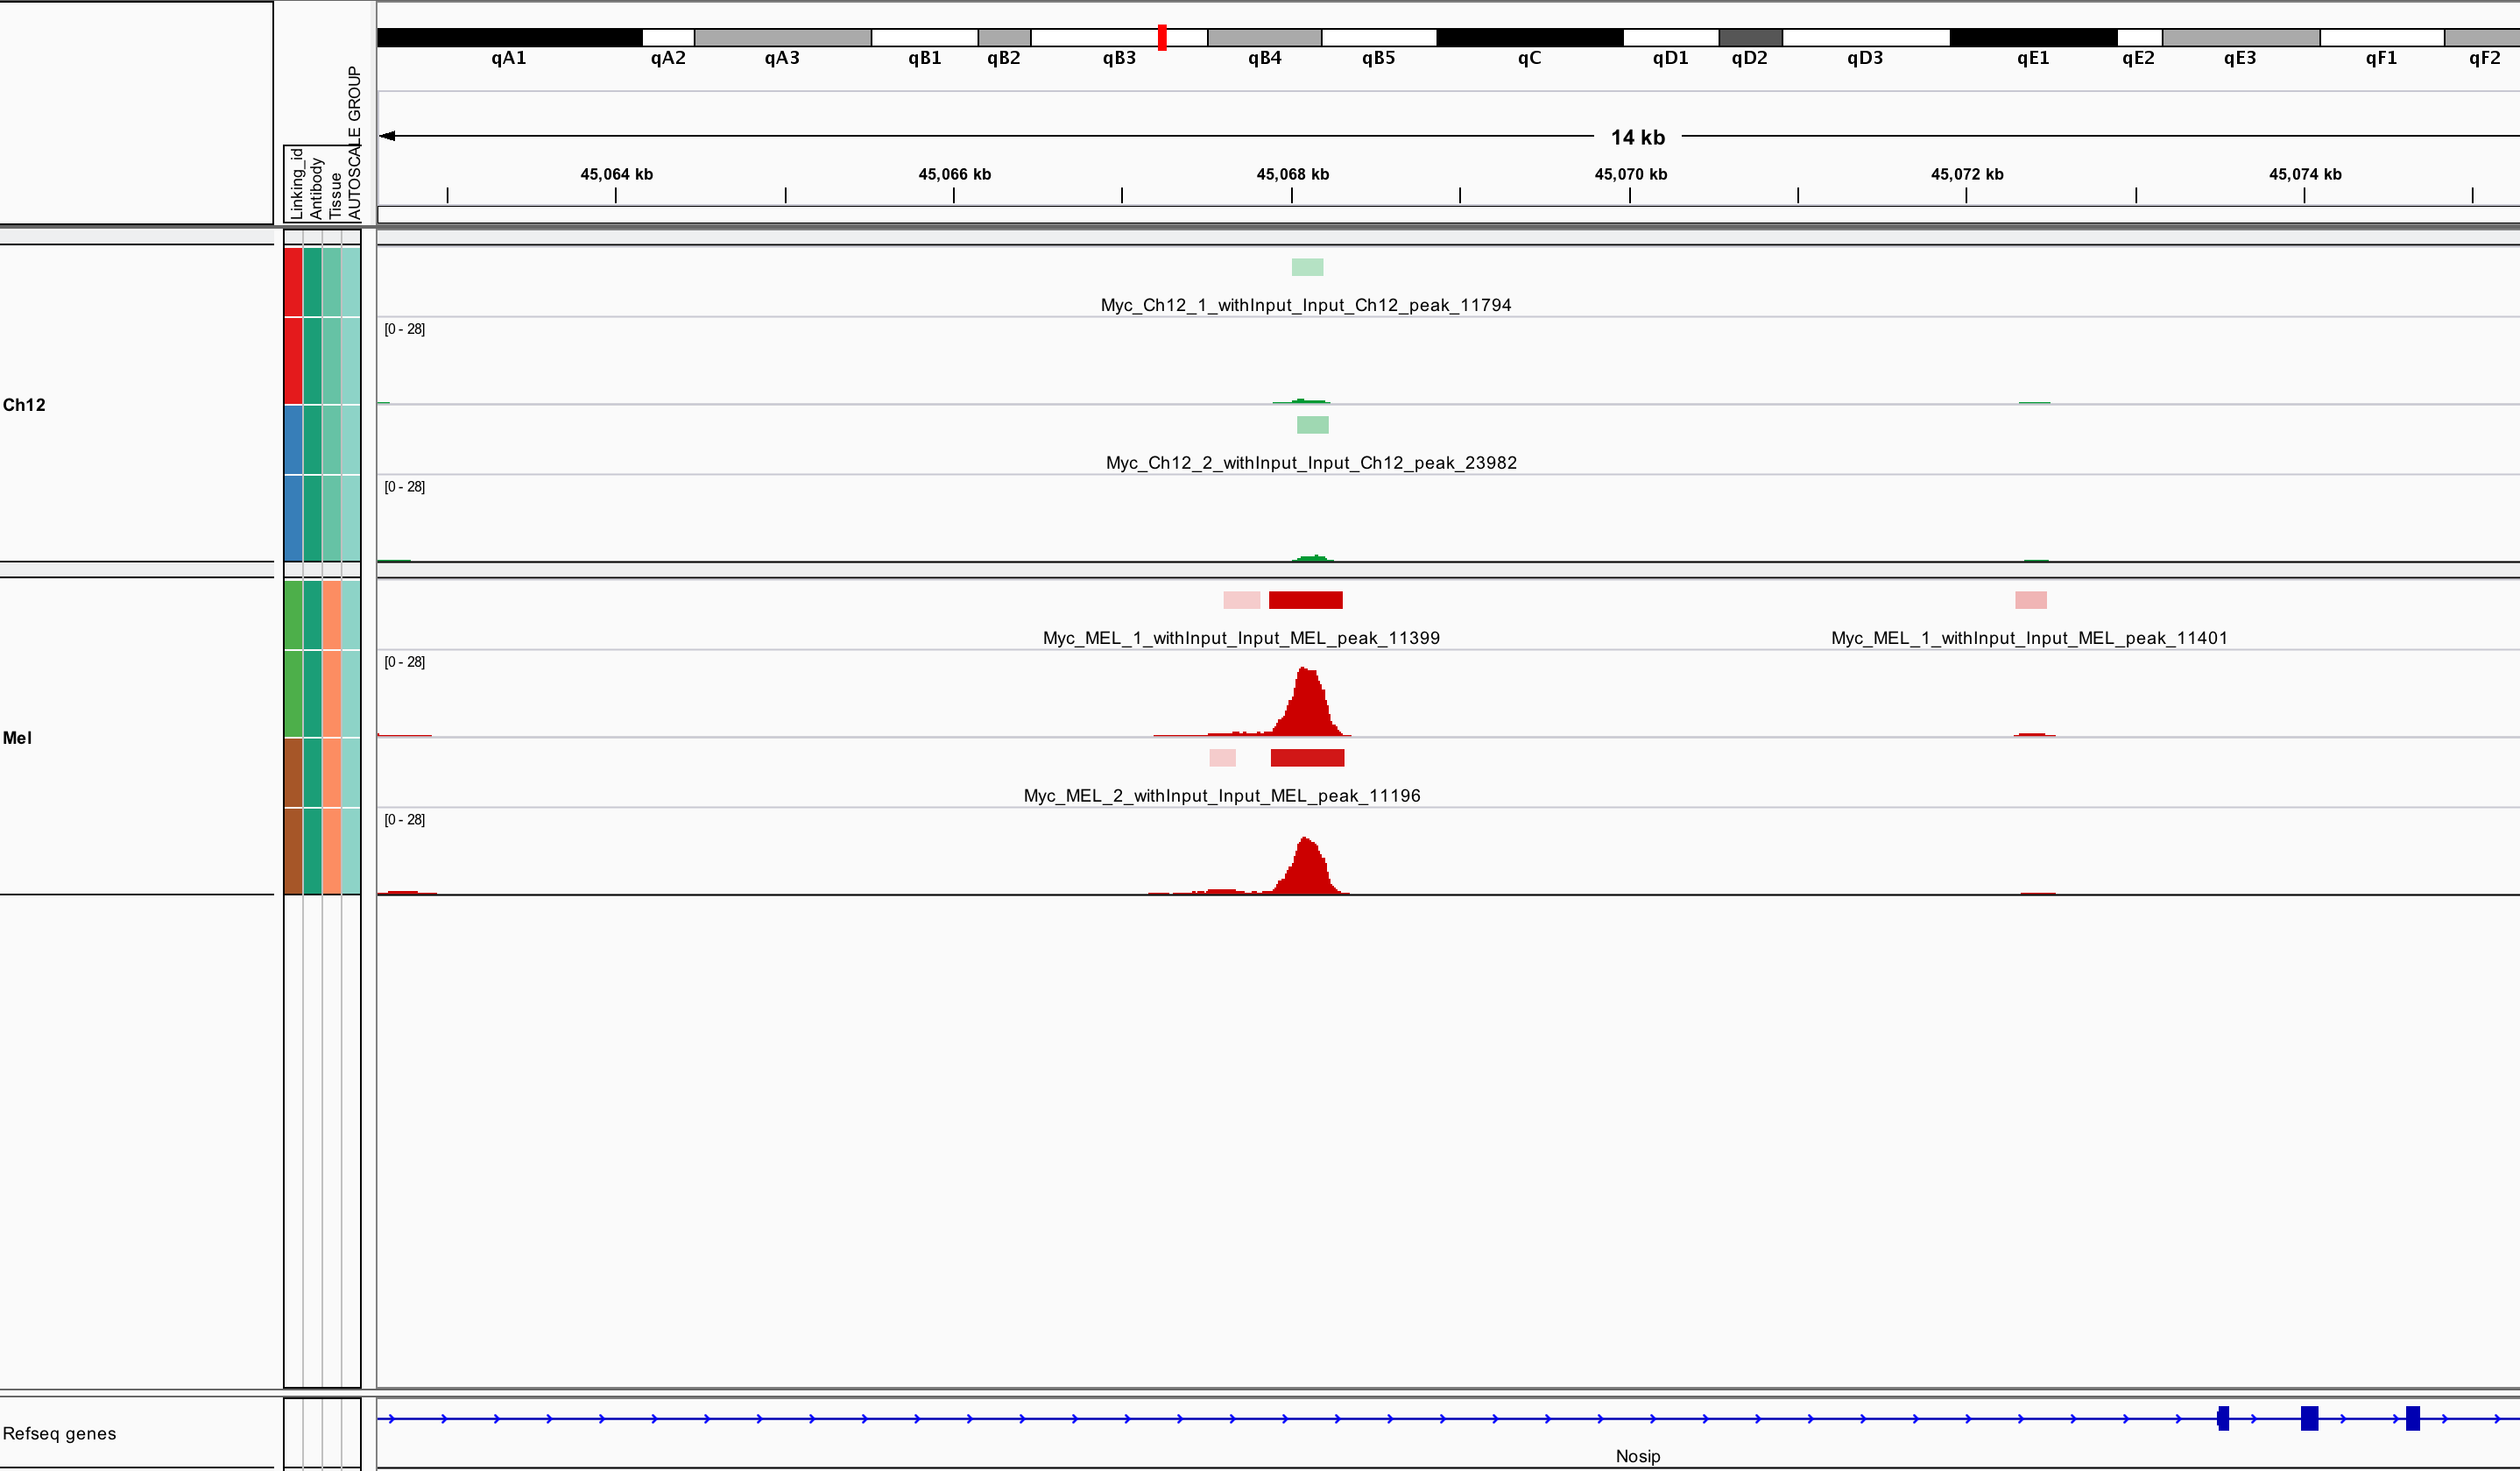 qA1 qA2 qA3 qB1 qB2 qB3 qB4 qB5 qC qD1 qD2 qD3 qE1 qE2 qE3 qF1 qF2
14 kb
45,064 kb 45,066 kb 45,068 kb 45,070 kb 45,072 kb 45,074 kb
Linking_id
Antibody
Tissue
AUTOSCALE GROUP
Myc_Ch12_1_withInput_Input_Ch12_peak_11794
[0 - 28]
Ch12
Myc_Ch12_2_withInput_Input_Ch12_peak_23982
[0 - 28]
Myc_MEL_1_withInput_Input_MEL_peak_11399 Myc_MEL_1_withInput_Input_MEL_peak_11401
[0 - 28]
Mel
Myc_MEL_2_withInput_Input_MEL_peak_11196
[0 - 28]
Refseq genes
Nosip